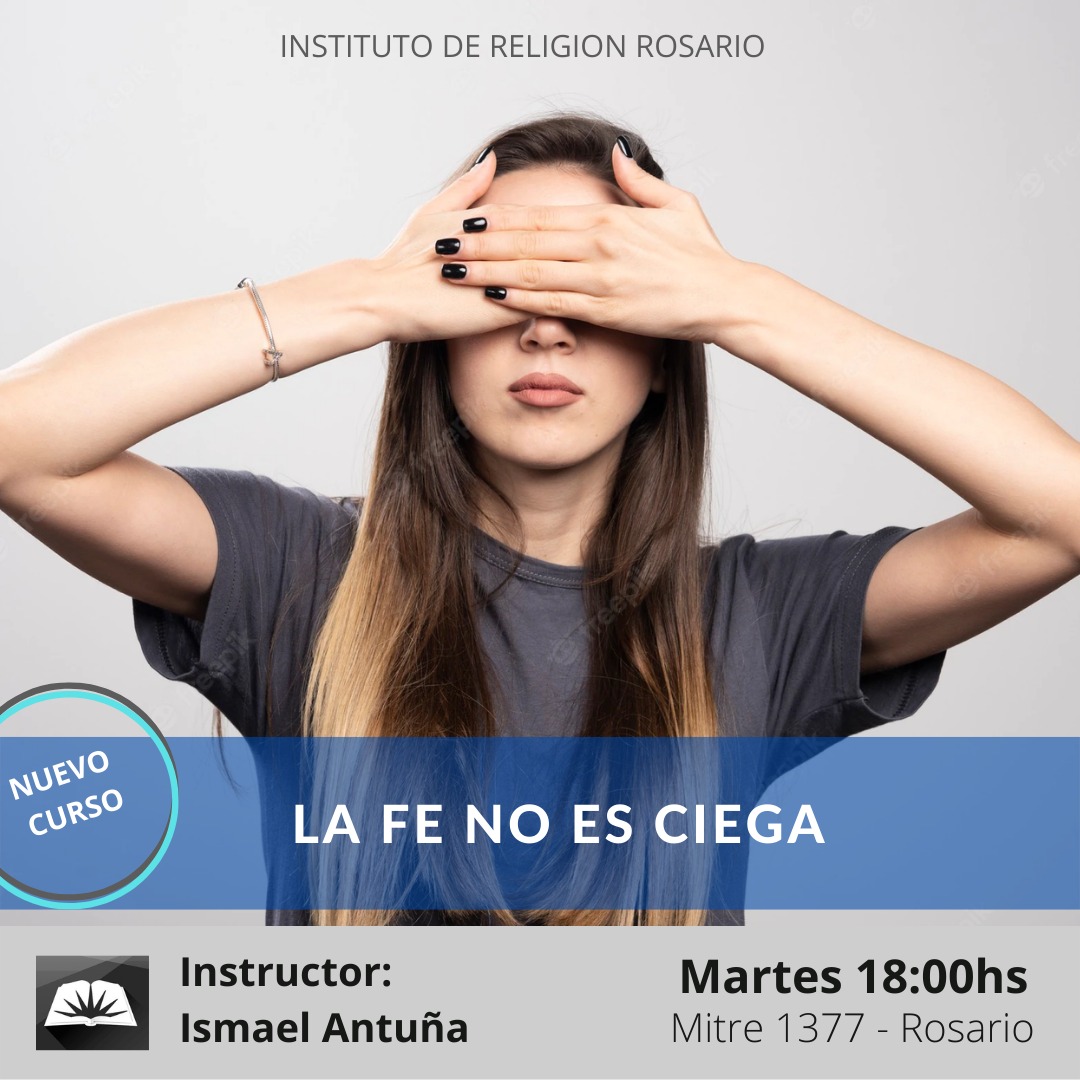 INSTITUTO DE RELIGION ROSARIO
NUEVO
CURSO
LA FE NO ES CIEGA
Instructor:
Ismael Antuña
Martes 18:00hs
Mitre 1377 - Rosario